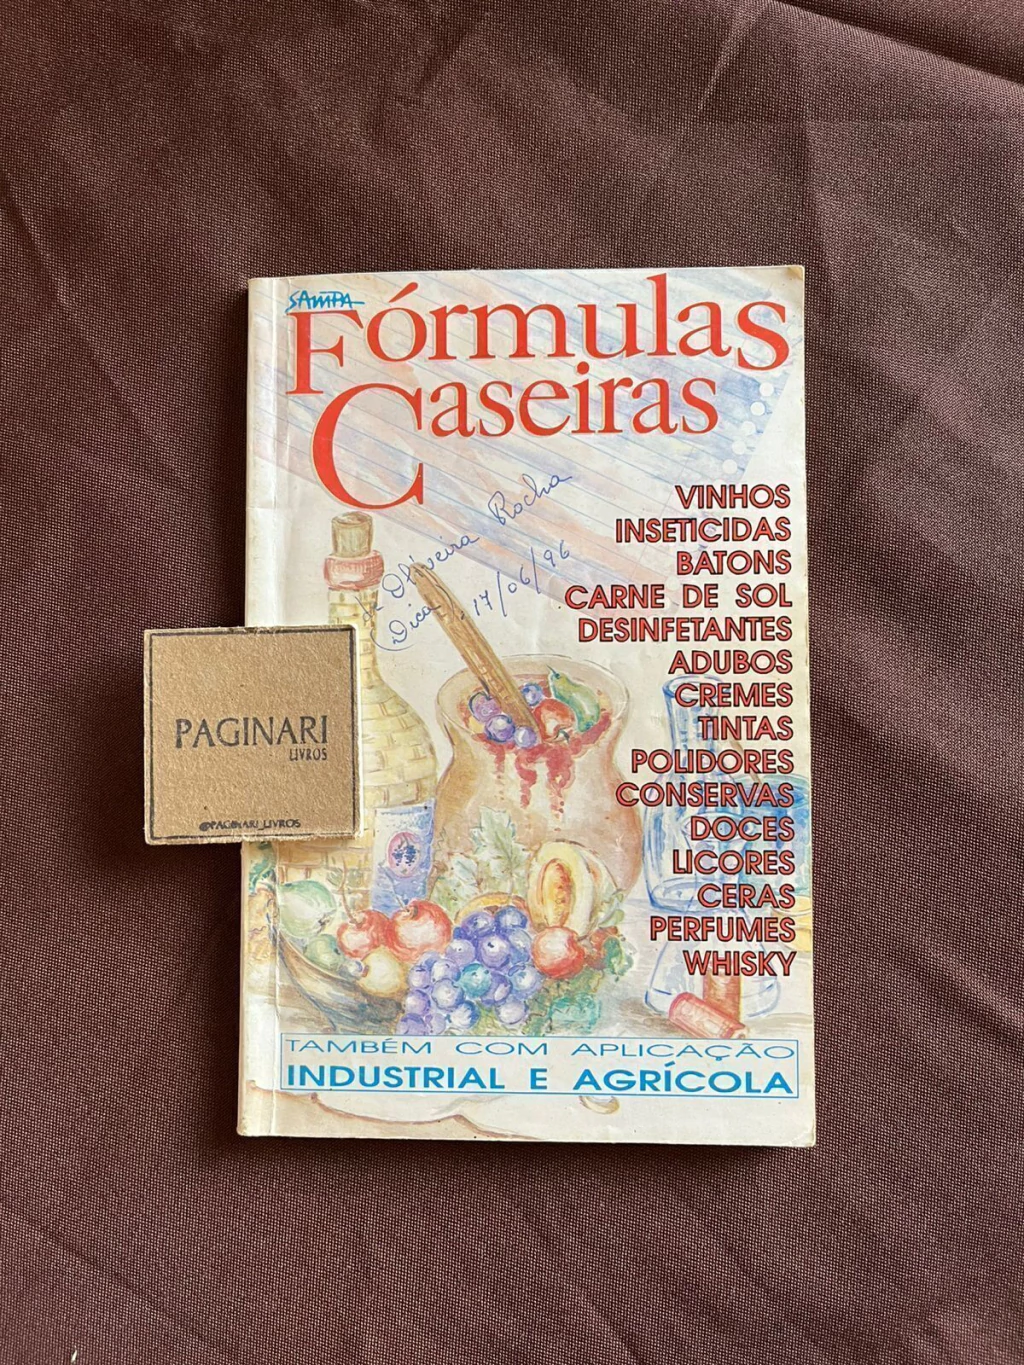 SAMPA
Fórmulas
Caseiras
VINHOS
INSETICIDAS
BATONS
CARNE DE SOL
DESINFETANTES
ADUBOS
CREMES
TINTAS
POLIDORES
CONSERVAS
DOCES
LICORES
CERAS
PERFUMES
WHISKY
Oliveira Rocha
17/06/96
PAGINARI
LIVROS
@PAGINARI_LIVROS
TAMBÉM COM APLICAÇÃO
INDUSTRIAL E AGRÍCOLA